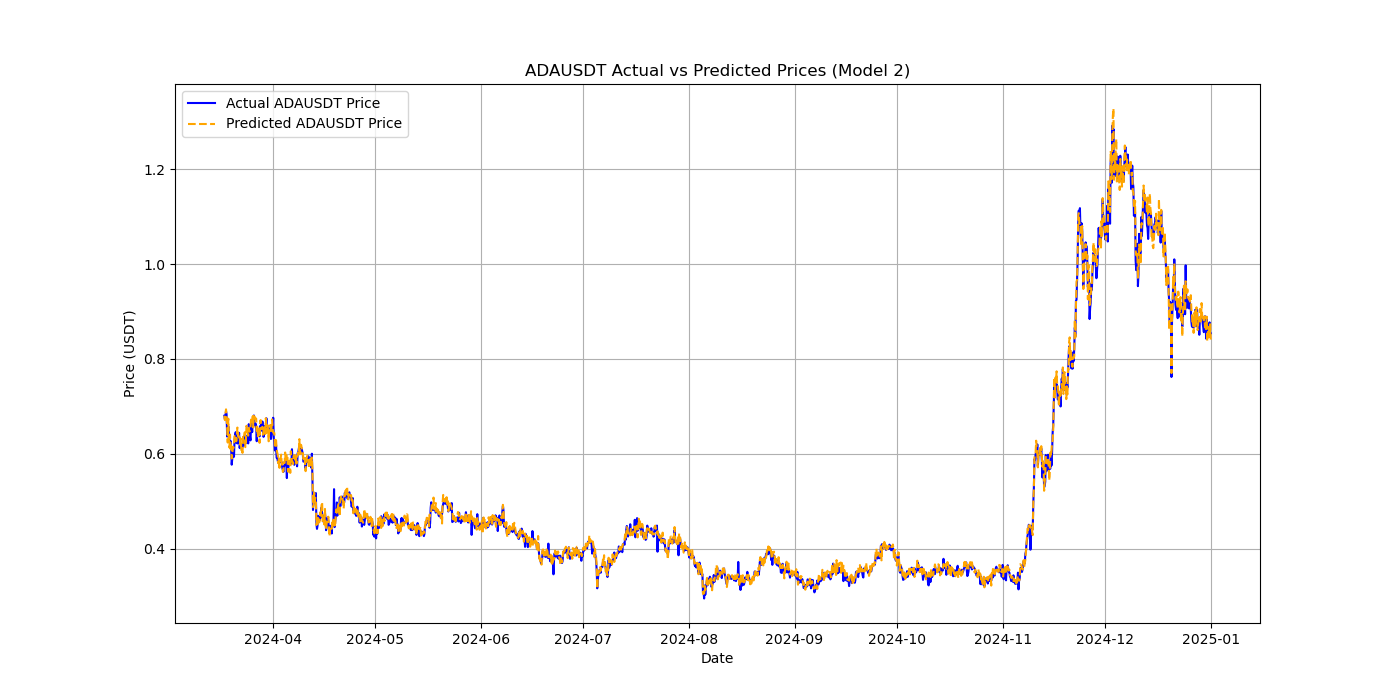 ADAUSDT Actual vs Predicted Prices (Model 2)
Actual ADAUSDT Price
Predicted ADAUSDT Price
Price (USDT)
1.2
1.0
0.8
0.6
0.4
2024-04 2024-05 2024-06 2024-07 2024-08 2024-09 2024-10 2024-11 2024-12 2025-01
Date